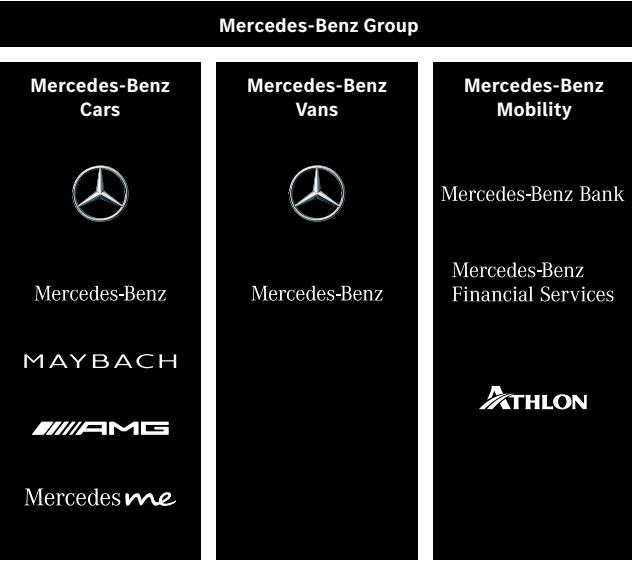 Mercedes-Benz Group
Mercedes-Benz
Cars
Mercedes-Benz
MAYBACH
AMG
Mercedes me
Mercedes-Benz
Vans
Mercedes-Benz
Mercedes-Benz
Mobility
Mercedes-Benz Bank
Mercedes-Benz
Financial Services
ATHLON